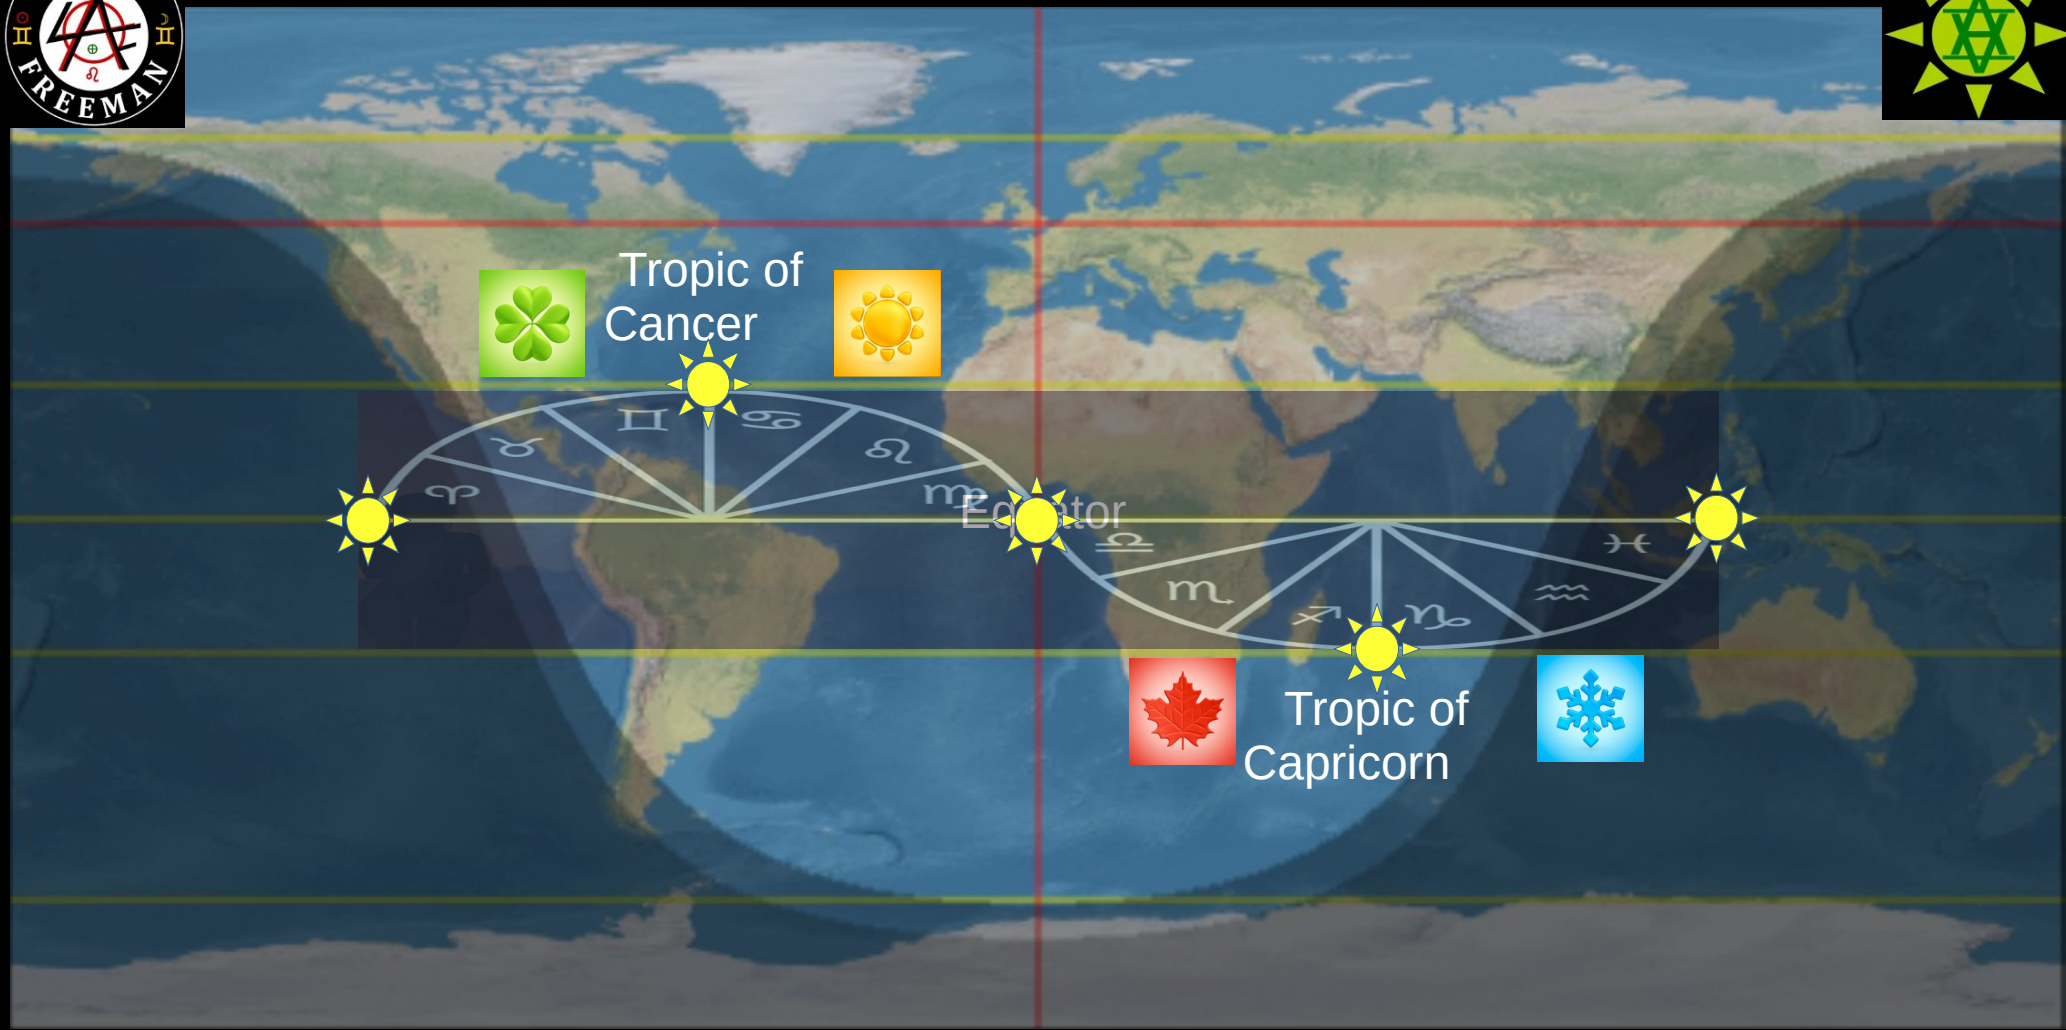 FREEMAN
Tropic of
Cancer
♊ ♋
♉ ♌
♈ ♍
Equator
♎ ♓
♏ ♒
♐ ♑
Tropic of
Capricorn